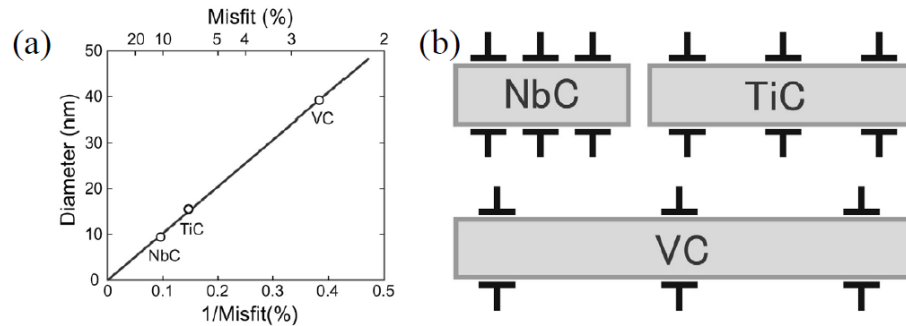 (a)
Misfit (%)
20 10 5 4 3 2
50
40
30
20
10
0
Diameter (nm)
VC
TiC
NbC
0 0.1 0.2 0.3 0.4 0.5
1/Misfit(%)
(b)
NbC
TiC
VC